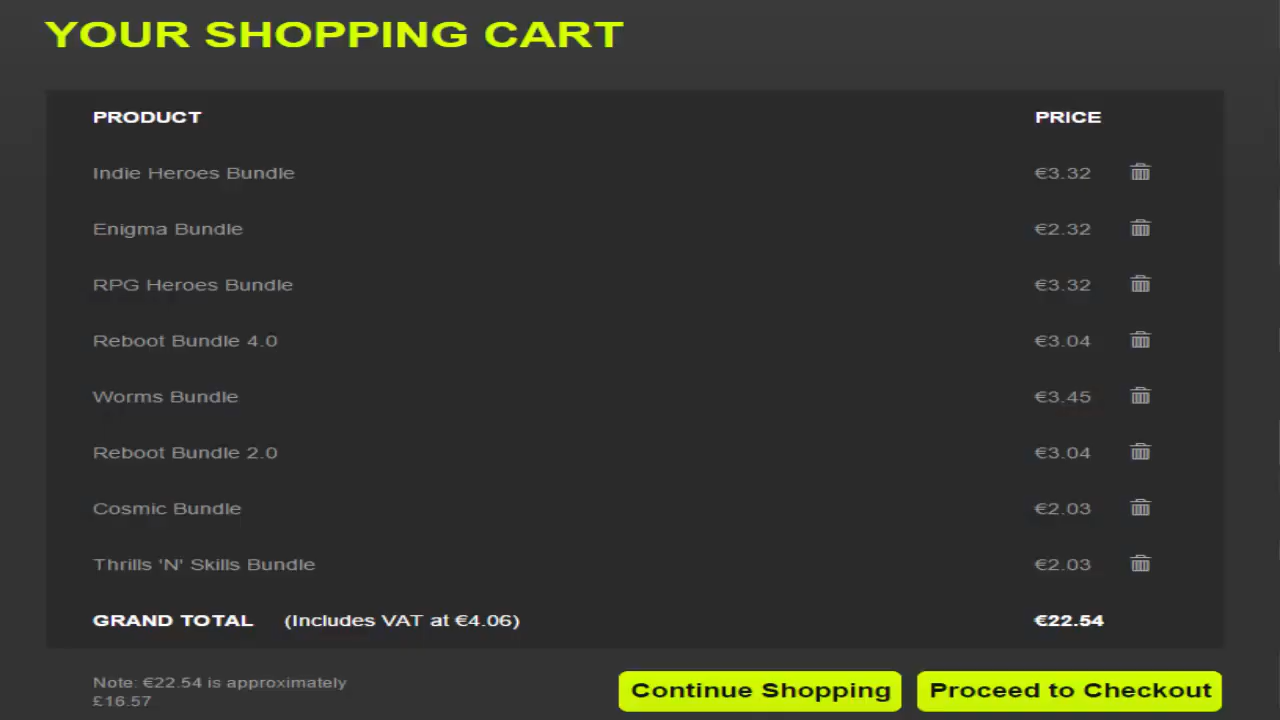 YOUR SHOPPING CART
PRODUCT PRICE
Indie Heroes Bundle €3.32
Enigma Bundle €2.32
RPG Heroes Bundle €3.32
Reboot Bundle 4.0 €3.04
Worms Bundle €3.45
Reboot Bundle 2.0 €3.04
Cosmic Bundle €2.03
Thrills 'N' Skills Bundle €2.03
GRAND TOTAL (Includes VAT at €4.06) €22.54
Note: €22.54 is approximately
£16.57
Continue Shopping Proceed to Checkout